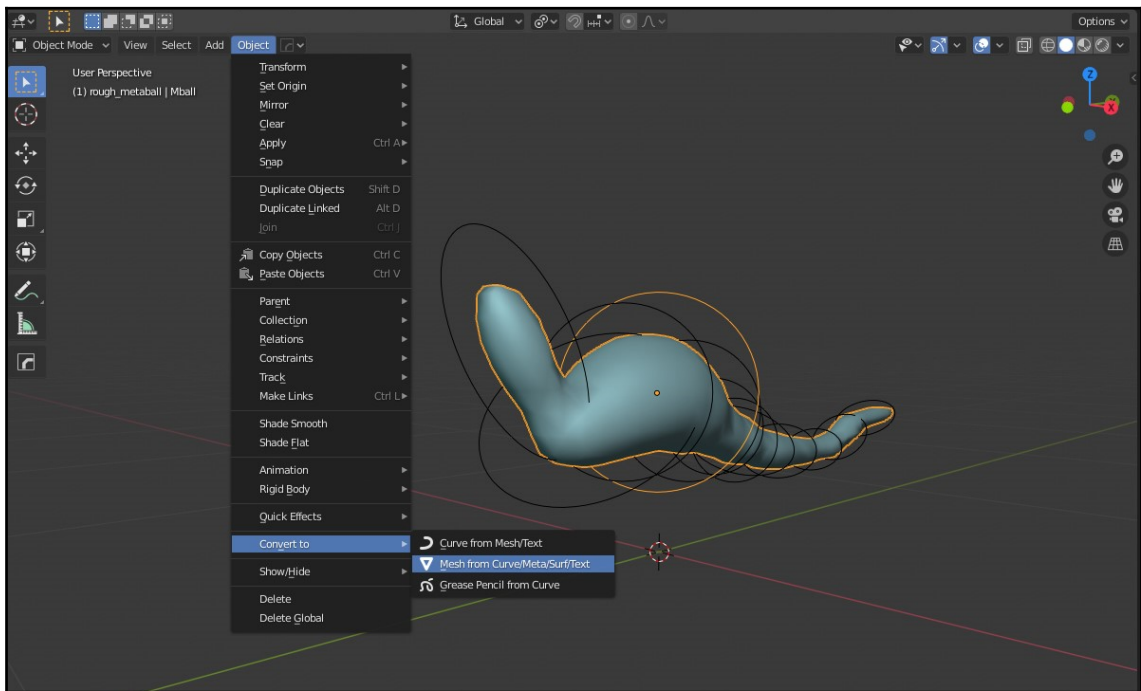 Global
Options
Object Mode
View
Select
Add
Object
User Perspective
(1) rough_metaball | Mball
Transform
Set Origin
Mirror
Clear
Apply Ctrl A
Snap
Duplicate Objects Shift D
Duplicate Linked Alt D
Join Ctrl J
Copy Objects Ctrl C
Paste Objects Ctrl V
Parent
Collection
Relations
Constraints
Track
Make Links Ctrl L
Shade Smooth
Shade Flat
Animation
Rigid Body
Quick Effects
Convert to
Show/Hide
Delete
Delete Global
Curve from Mesh/Text
Mesh from Curve/Meta/Surf/Text
Grease Pencil from Curve
Z
X